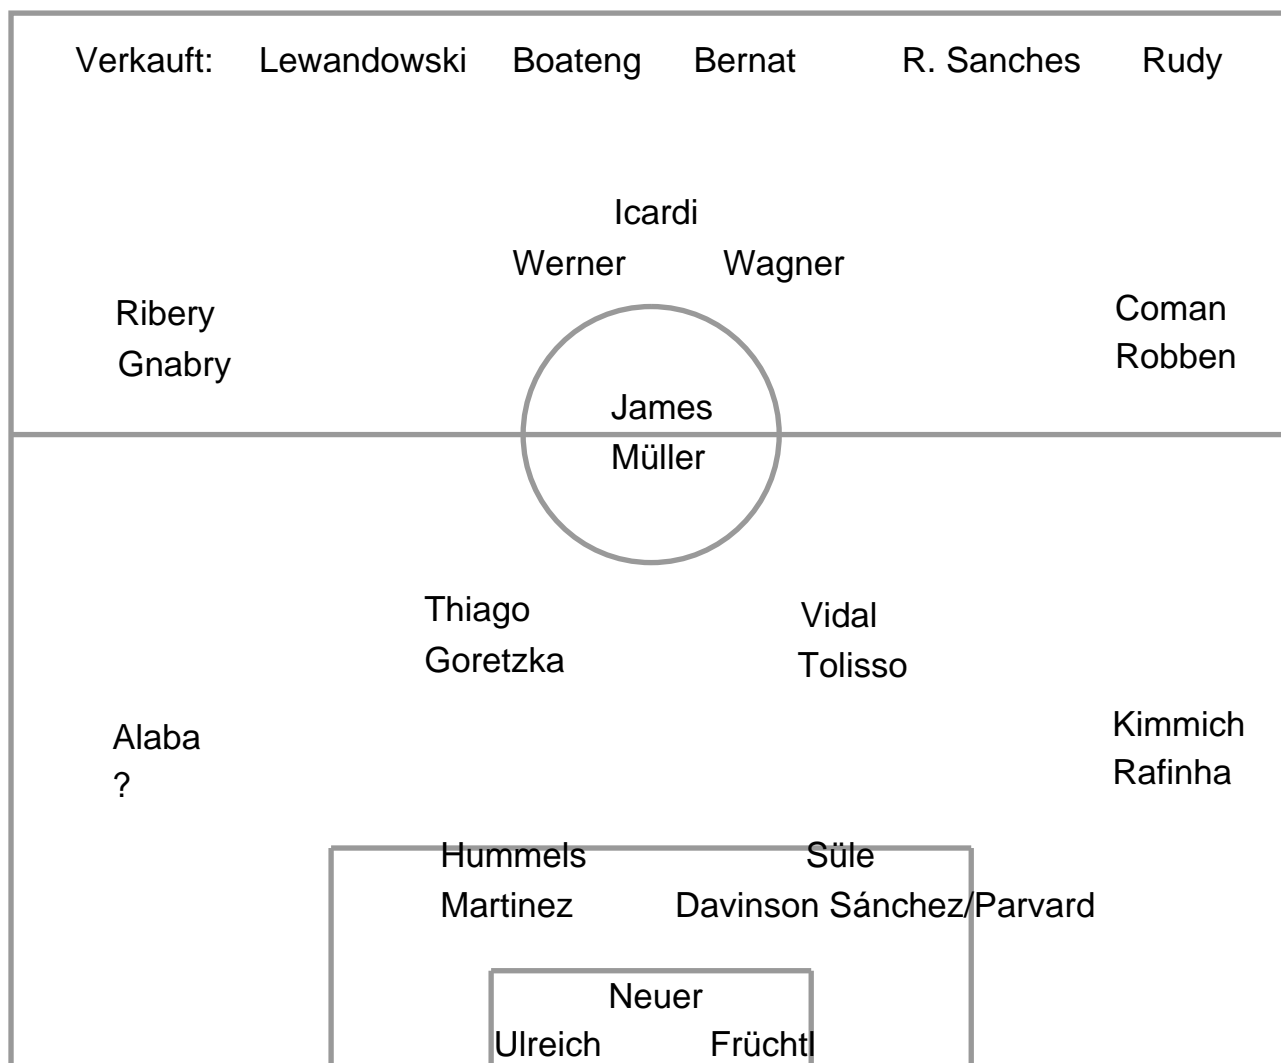 Verkauft: Lewandowski Boateng Bernat R. Sanches Rudy
Icardi
Werner Wagner
Ribery Coman
Gnabry Robben
James
Müller
Thiago Vidal
Goretzka Tolisso
Alaba Kimmich
? Rafinha
Hummels Süle
Martinez Davinson Sánchez/Parvard
Neuer
Ulreich Früchtl